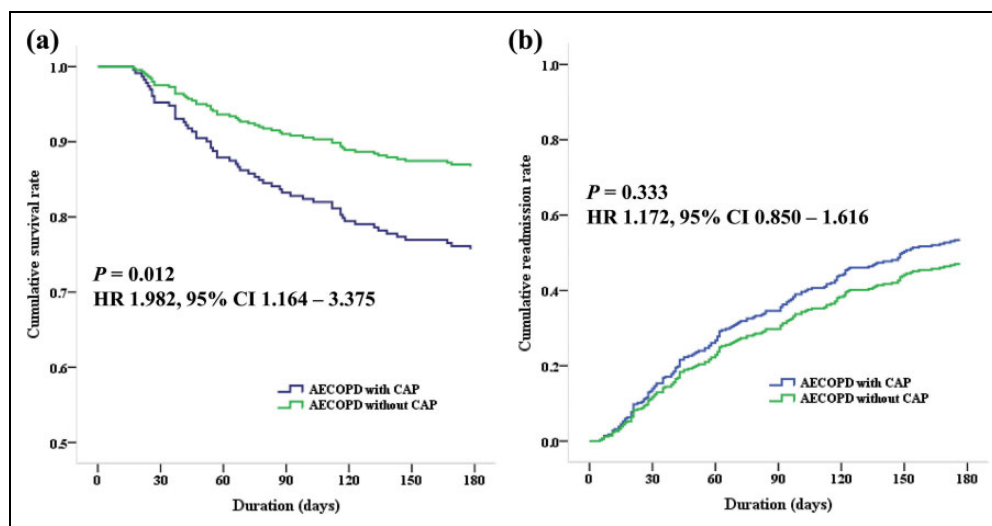 (a)
1.0
0.9
0.8
0.7
0.6
0.5
Cumulative survival rate
P = 0.012
HR 1.982, 95% CI 1.164 – 3.375
AECOPD with CAP
AECOPD without CAP
0 30 60 90 120 150 180
Duration (days)
(b)
1.0
0.8
0.6
0.4
0.2
0.0
Cumulative readmission rate
P = 0.333
HR 1.172, 95% CI 0.850 – 1.616
AECOPD with CAP
AECOPD without CAP
0 30 60 90 120 150 180
Duration (days)